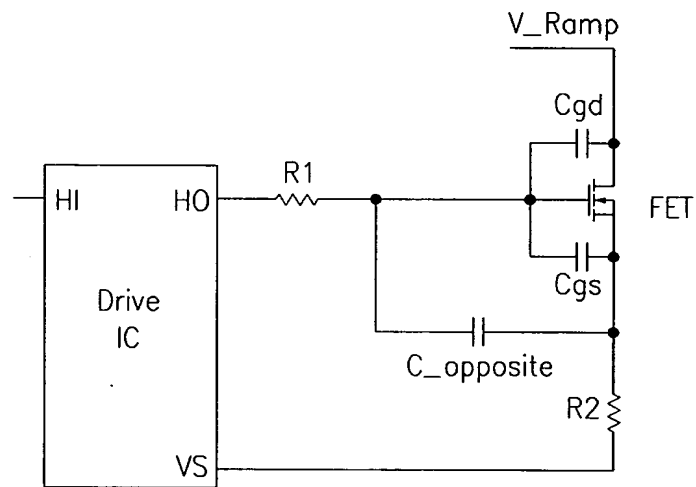 V_Ramp
Cgd
R1
HI
HO
FET
Cgs
Drive
IC
C_opposite
R2
VS